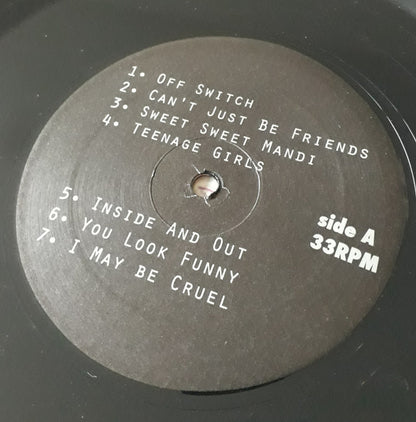 1. Off Switch
2. Can't Just Be Friends
3. Sweet Sweet Mandi
4. Teenage Girls
5. Inside And Out
6. You Look Funny
7. I May Be Cruel
side A
33RPM